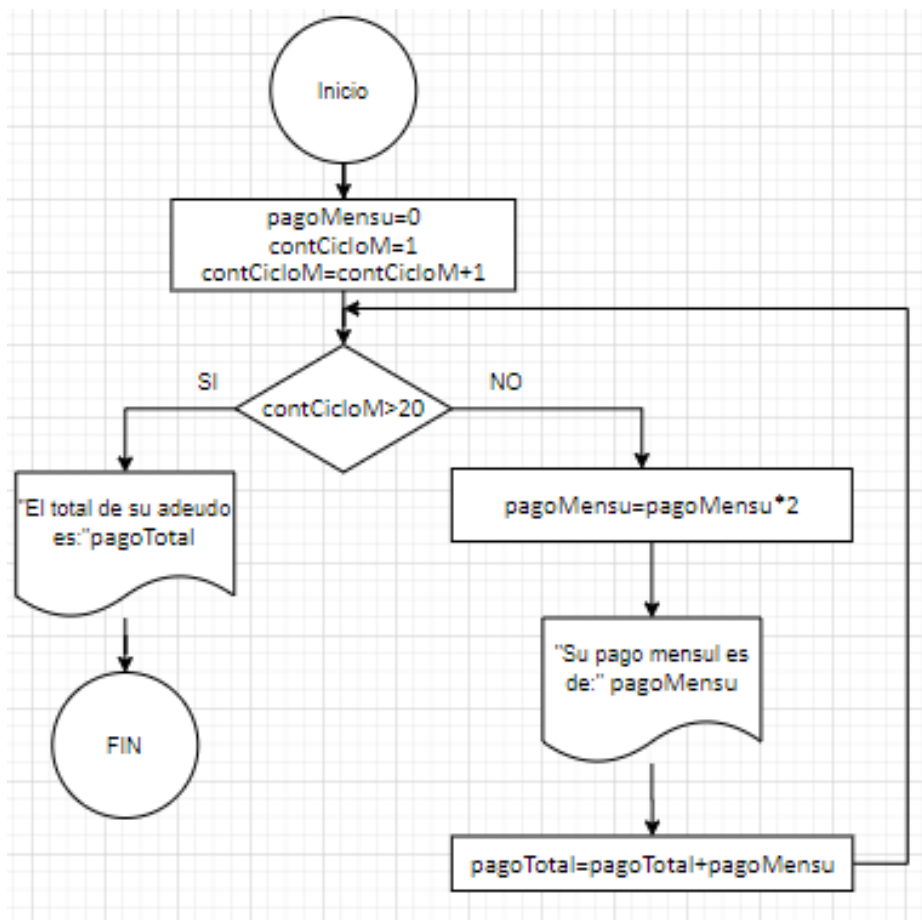 Inicio
pagoMensu=0
contCicloM=1
contCicloM=contCicloM+1
SI
NO
contCicloM>20
"El total de su adeudo
es:"pagoTotal
pagoMensu=pagoMensu*2
"Su pago mensul es
de:" pagoMensu
FIN
pagoTotal=pagoTotal+pagoMensu